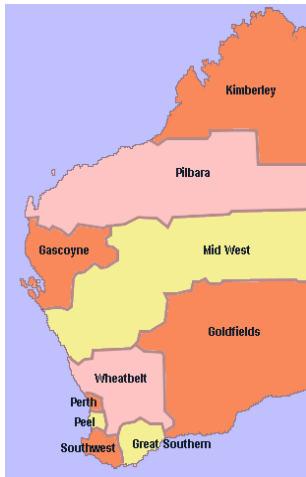 Kimberley
Pilbara
Gascoyne
Mid West
Goldfields
Wheatbelt
Perth
Peel
Southwest
Great Southern